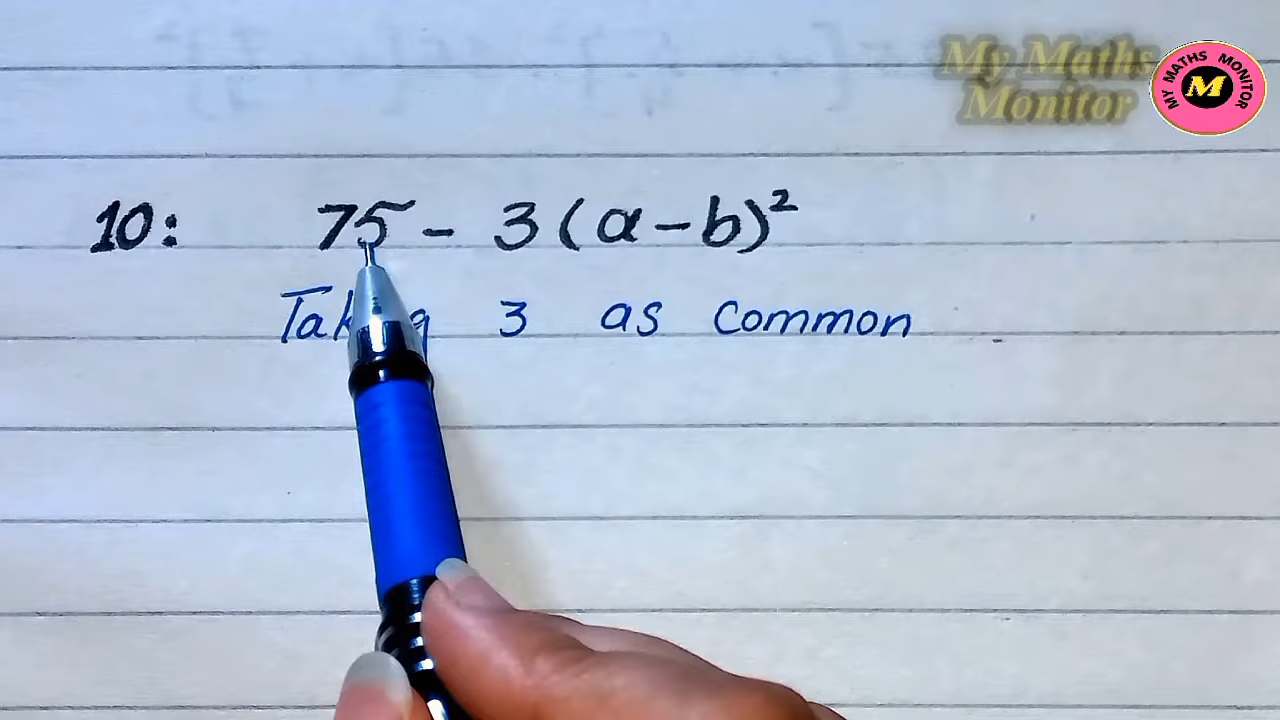 My Maths
Monitor
MY MATHS MONITOR
M
10: 75 - 3(a-b)²
3 as Common